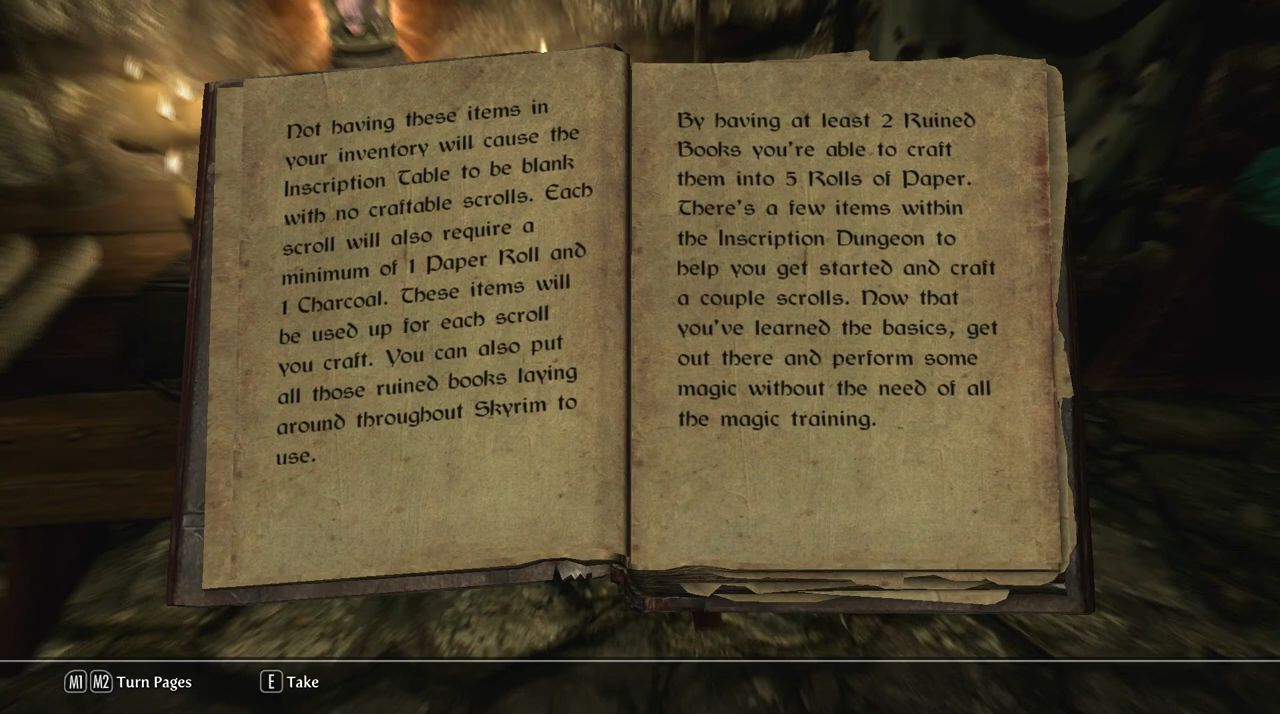 Not having these items in
your inventory will cause the
Inscription Table to be blank
with no craftable scrolls. Each
scroll will also require a
minimum of 1 Paper Roll and
1 Charcoal. These items will
be used up for each scroll
you craft. You can also put
all those ruined books laying
around throughout Skyrim to
use.
By having at least 2 Ruined
Books you're able to craft
them into 5 Rolls of Paper.
There's a few items within
the Inscription Dungeon to
help you get started and craft
a couple scrolls. Now that
you've learned the basics, get
out there and perform some
magic without the need of all
the magic training.
M1 M2 Turn Pages E Take